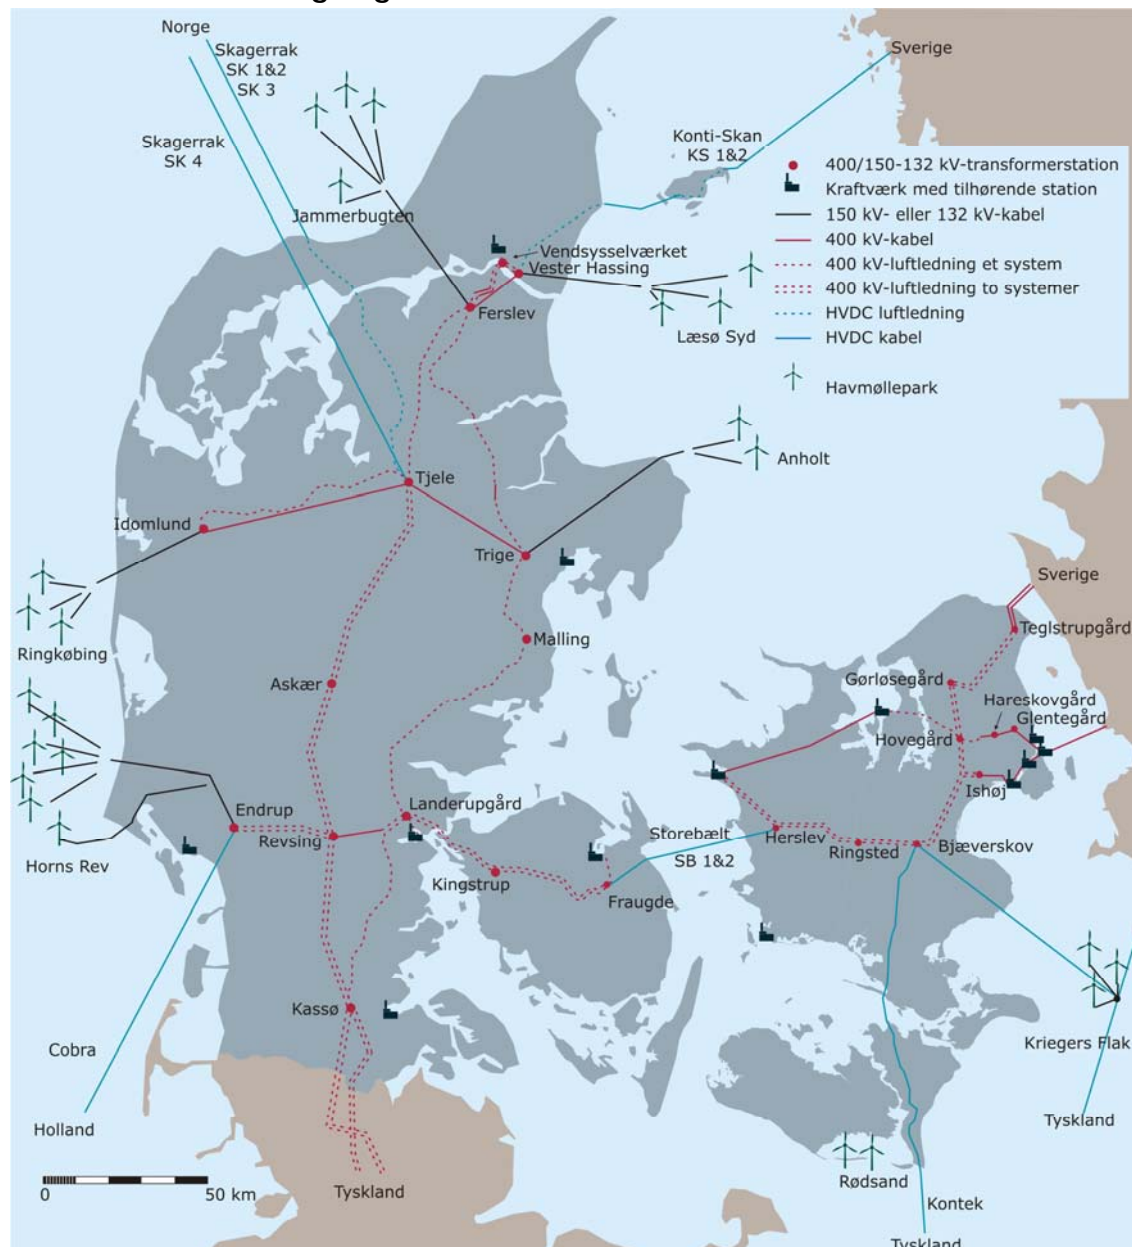 Norge
Skagerrak
SK 1&2
SK 3
Sverige
Skagerrak
SK 4
Konti-Skan
KS 1&2
400/150-132 kV-transformerstation
Kraftværk med tilhørende station
150 kV- eller 132 kV-kabel
400 kV-kabel
400 kV-luftledning et system
400 kV-luftledning to systemer
HVDC luftledning
HVDC kabel
Havmøllepark
Jammerbugten
Vendsysselværket
Vester Hassing
Ferslev
Læsø Syd
Anholt
Tjele
Idomlund
Trige
Sverige
Teglstrupgård
Malling
Ringkøbing
Askær
Gørløsegård
Hareskovgård
Glentegård
Hovegård
Ishøj
Landerupgård
Endrup
Revsing
Storebælt
SB 1&2
Herslev
Ringsted
Bjæverskov
Horns Rev
Kingstrup
Fraugde
Kassø
Kriegers Flak
Cobra
Holland
Tyskland
Rødsand
0
50 km
Tyskland
Kontek
Tyskland